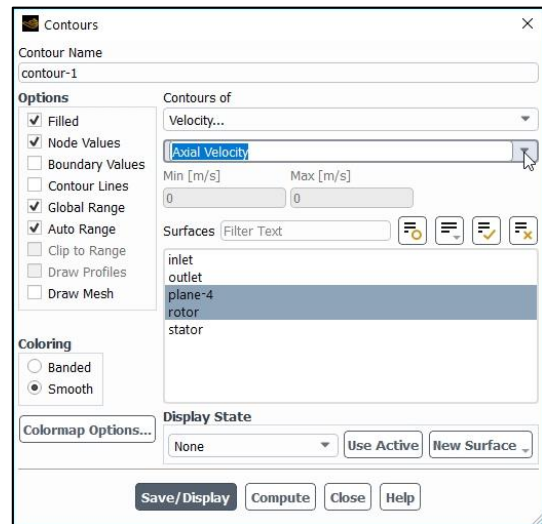 Contours
Contour Name
contour-1
Options
Filled
Node Values
Boundary Values
Contour Lines
Global Range
Auto Range
Clip to Range
Draw Profiles
Draw Mesh
Coloring
Banded
Smooth
Colormap Options...
Contours of
Velocity...
Axial Velocity
Min [m/s] Max [m/s]
0 0
Surfaces Filter Text
inlet
outlet
plane-4
rotor
stator
Display State
None Use Active New Surface
Save/Display Compute Close Help